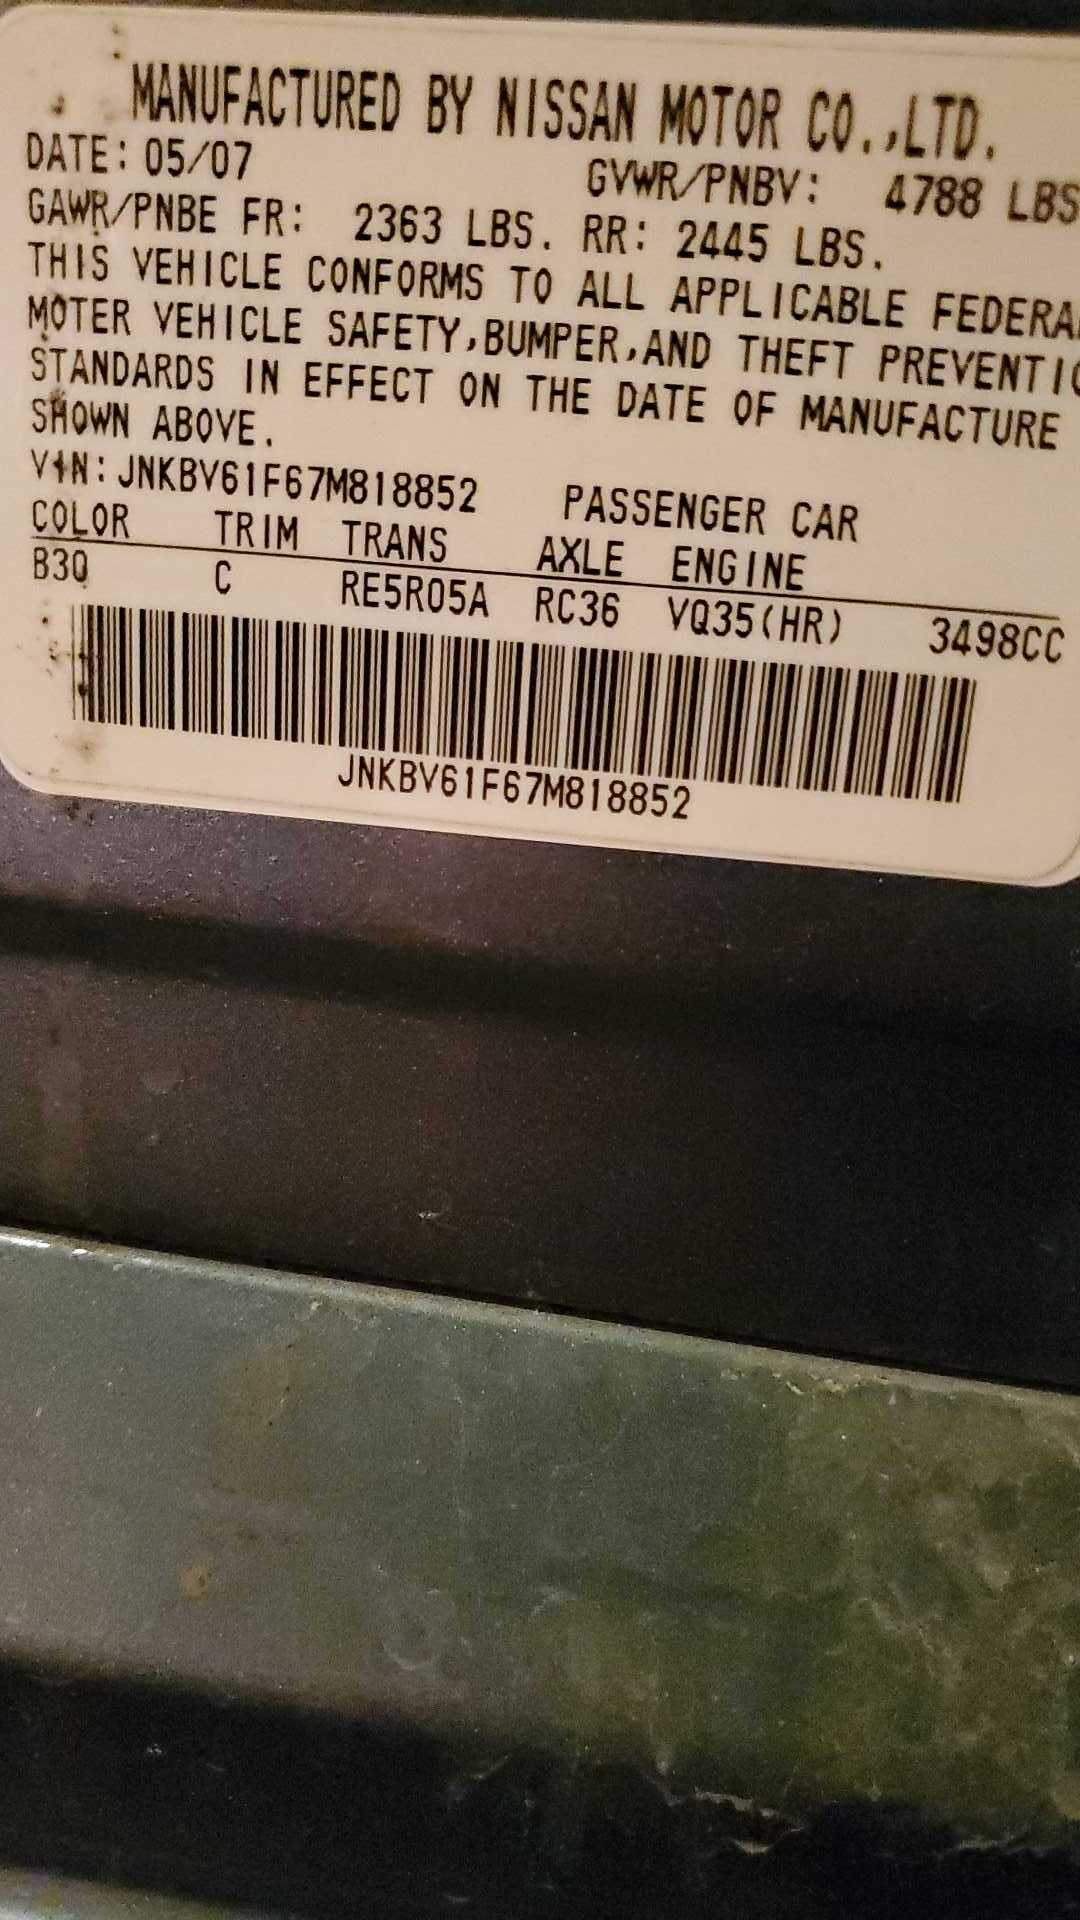 MANUFACTURED BY NISSAN MOTOR CO.,LTD.
DATE: 05/07 GVWR/PNBV: 4788 LBS
GAWR/PNBE FR: 2363 LBS. RR: 2445 LBS.
THIS VEHICLE CONFORMS TO ALL APPLICABLE FEDERAL
MOTER VEHICLE SAFETY,BUMPER,AND THEFT PREVENTIO
STANDARDS IN EFFECT ON THE DATE OF MANUFACTURE
SHOWN ABOVE.
VIN: JNKBV61F67M818852 PASSENGER CAR
COLOR TRIM TRANS AXLE ENGINE
B30 C RE5R05A RC36 VQ35(HR) 3498CC
JNKBV61F67M818852